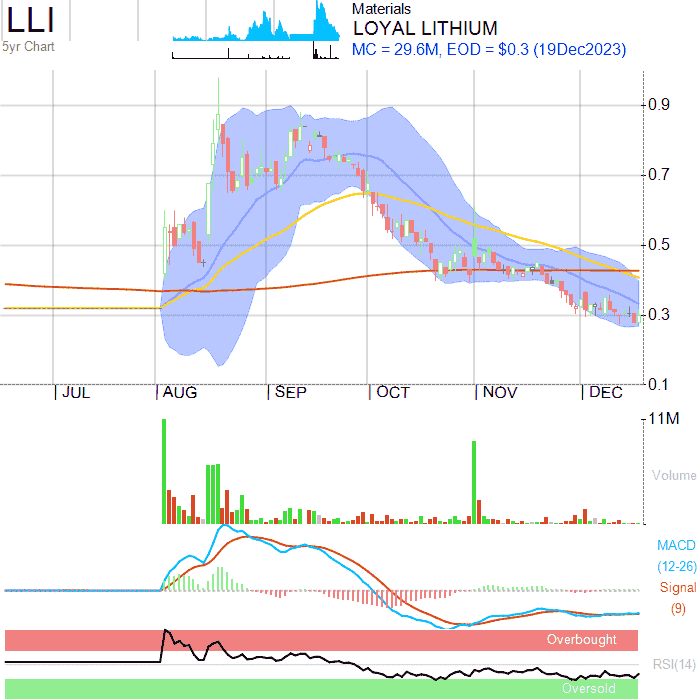 LLI
5yr Chart
Materials
LOYAL LITHIUM
MC = 29.6M, EOD = $0.3 (19Dec2023)
0.9
0.7
0.5
0.3
0.1
JUL AUG SEP OCT NOV DEC
11M
Volume
MACD
(12-26)
Signal
(9)
Overbought
RSI(14)
Oversold